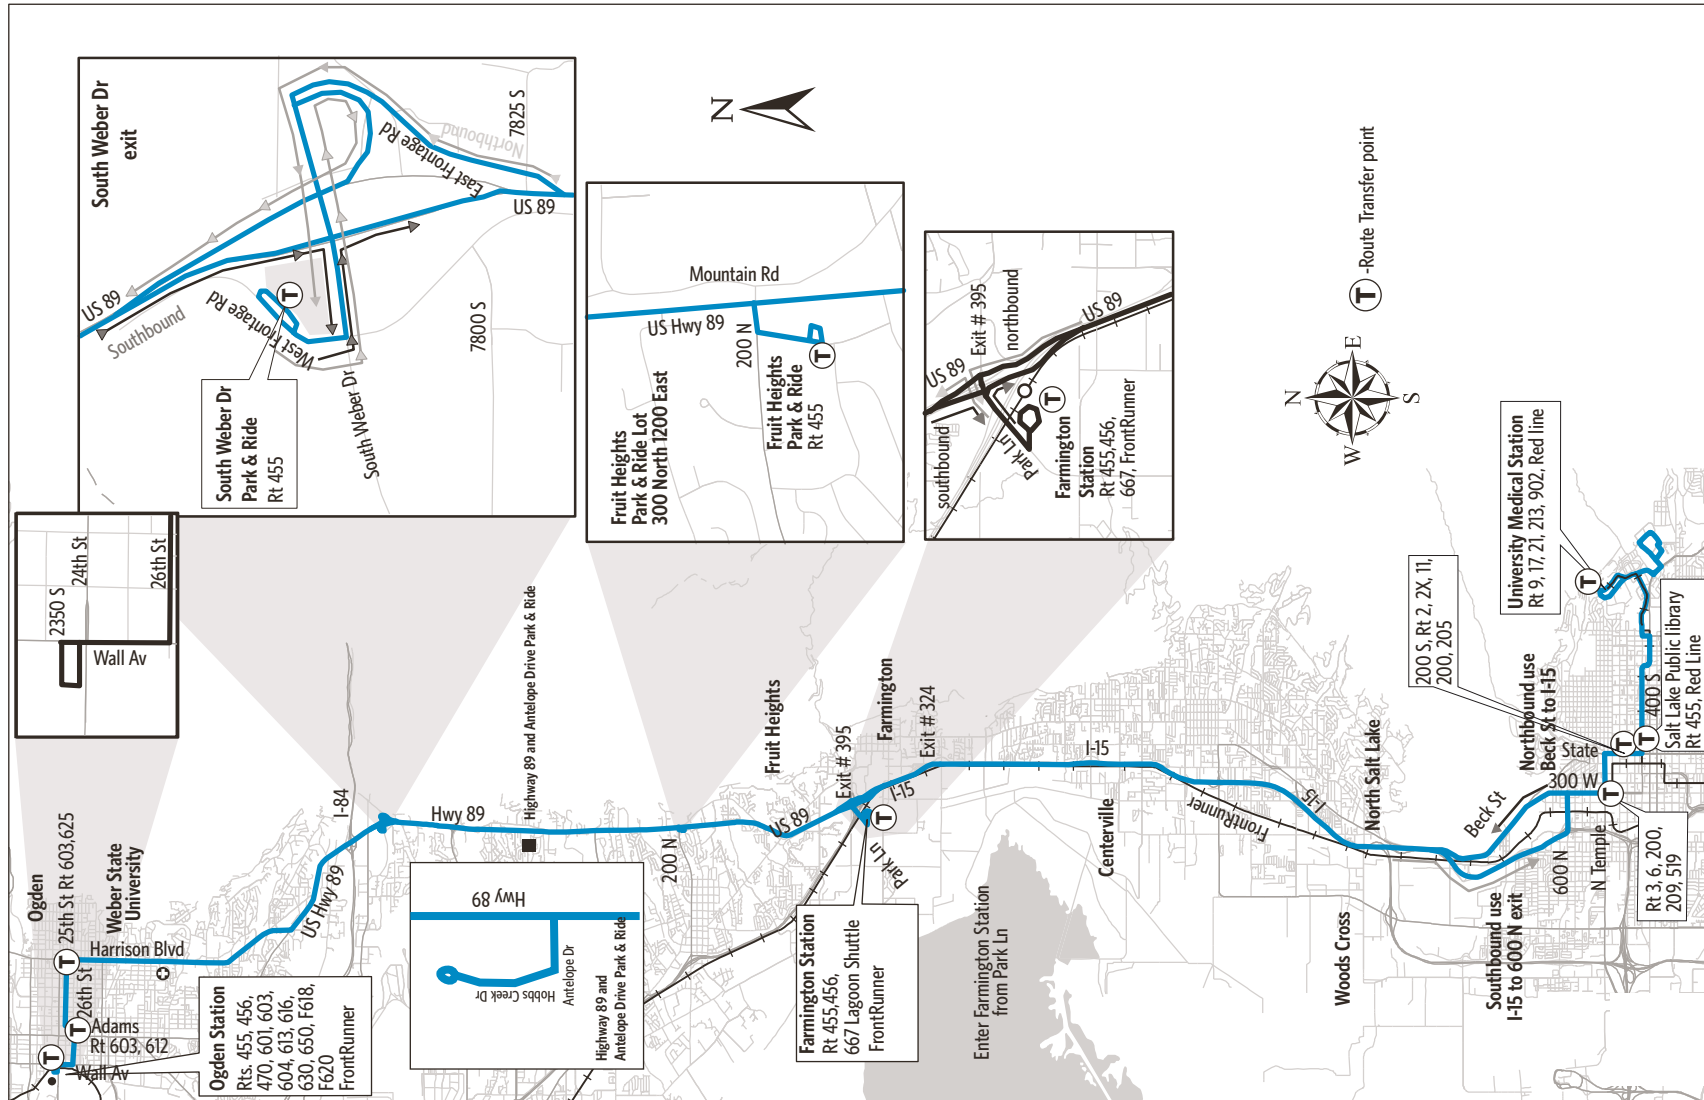 South Weber Dr
exit
US 89
Southbound
West Frontage Rd
East Frontage Rd
Northbound
7825 S
US 89
7800 S
South Weber Dr
South Weber Dr
Park & Ride
Rt 455
T
N
2350 S
24th St
26th St
Wall Av
Mountain Rd
US Hwy 89
200 N
Fruit Heights
Park & Ride Lot
300 North 1200 East
Fruit Heights
Park & Ride
Rt 455
T
US 89
Exit # 395
northbound
US 89
southbound
Park Ln
Farmington
Station
Rt 455,456,
667, FrontRunner
T
T
-Route Transfer point
N
E
S
W
Ogden
25th St Rt 603,625
T
Weber State
University
Harrison Blvd
26th St
T
Adams
Rt 603, 612
T
Wall Av
Ogden Station
Rts. 455, 456,
470, 601, 603,
604, 613, 616,
630, 650, F618,
F620
FrontRunner
I-84
US Hwy 89
Hwy 89
Highway 89 and Antelope Drive Park & Ride
Hwy 89
Hobbs Creek Dr
Antelope Dr
Highway 89 and
Antelope Drive Park & Ride
200 N
Fruit Heights
US 89
Exit # 395
Farmington
I-15
Exit # 324
T
Park Ln
Farmington Station
Rt 455,456,
667 Lagoon Shuttle
FrontRunner
Enter Farmington Station
from Park Ln
I-15
Centerville
FrontRunner
I-15
North Salt Lake
Woods Cross
Beck St
Northbound use
Beck St to I-15
Southbound use
I-15 to 600 N exit
600 N
N Temple
300 W
State
T
Rt 3, 6, 200,
209, 519
200 S, Rt 2, 2X, 11,
200, 205
T
T
400 S
Salt Lake Public library
Rt 455, Red Line
University Medical Station
Rt 9, 17, 21, 213, 902, Red line
T